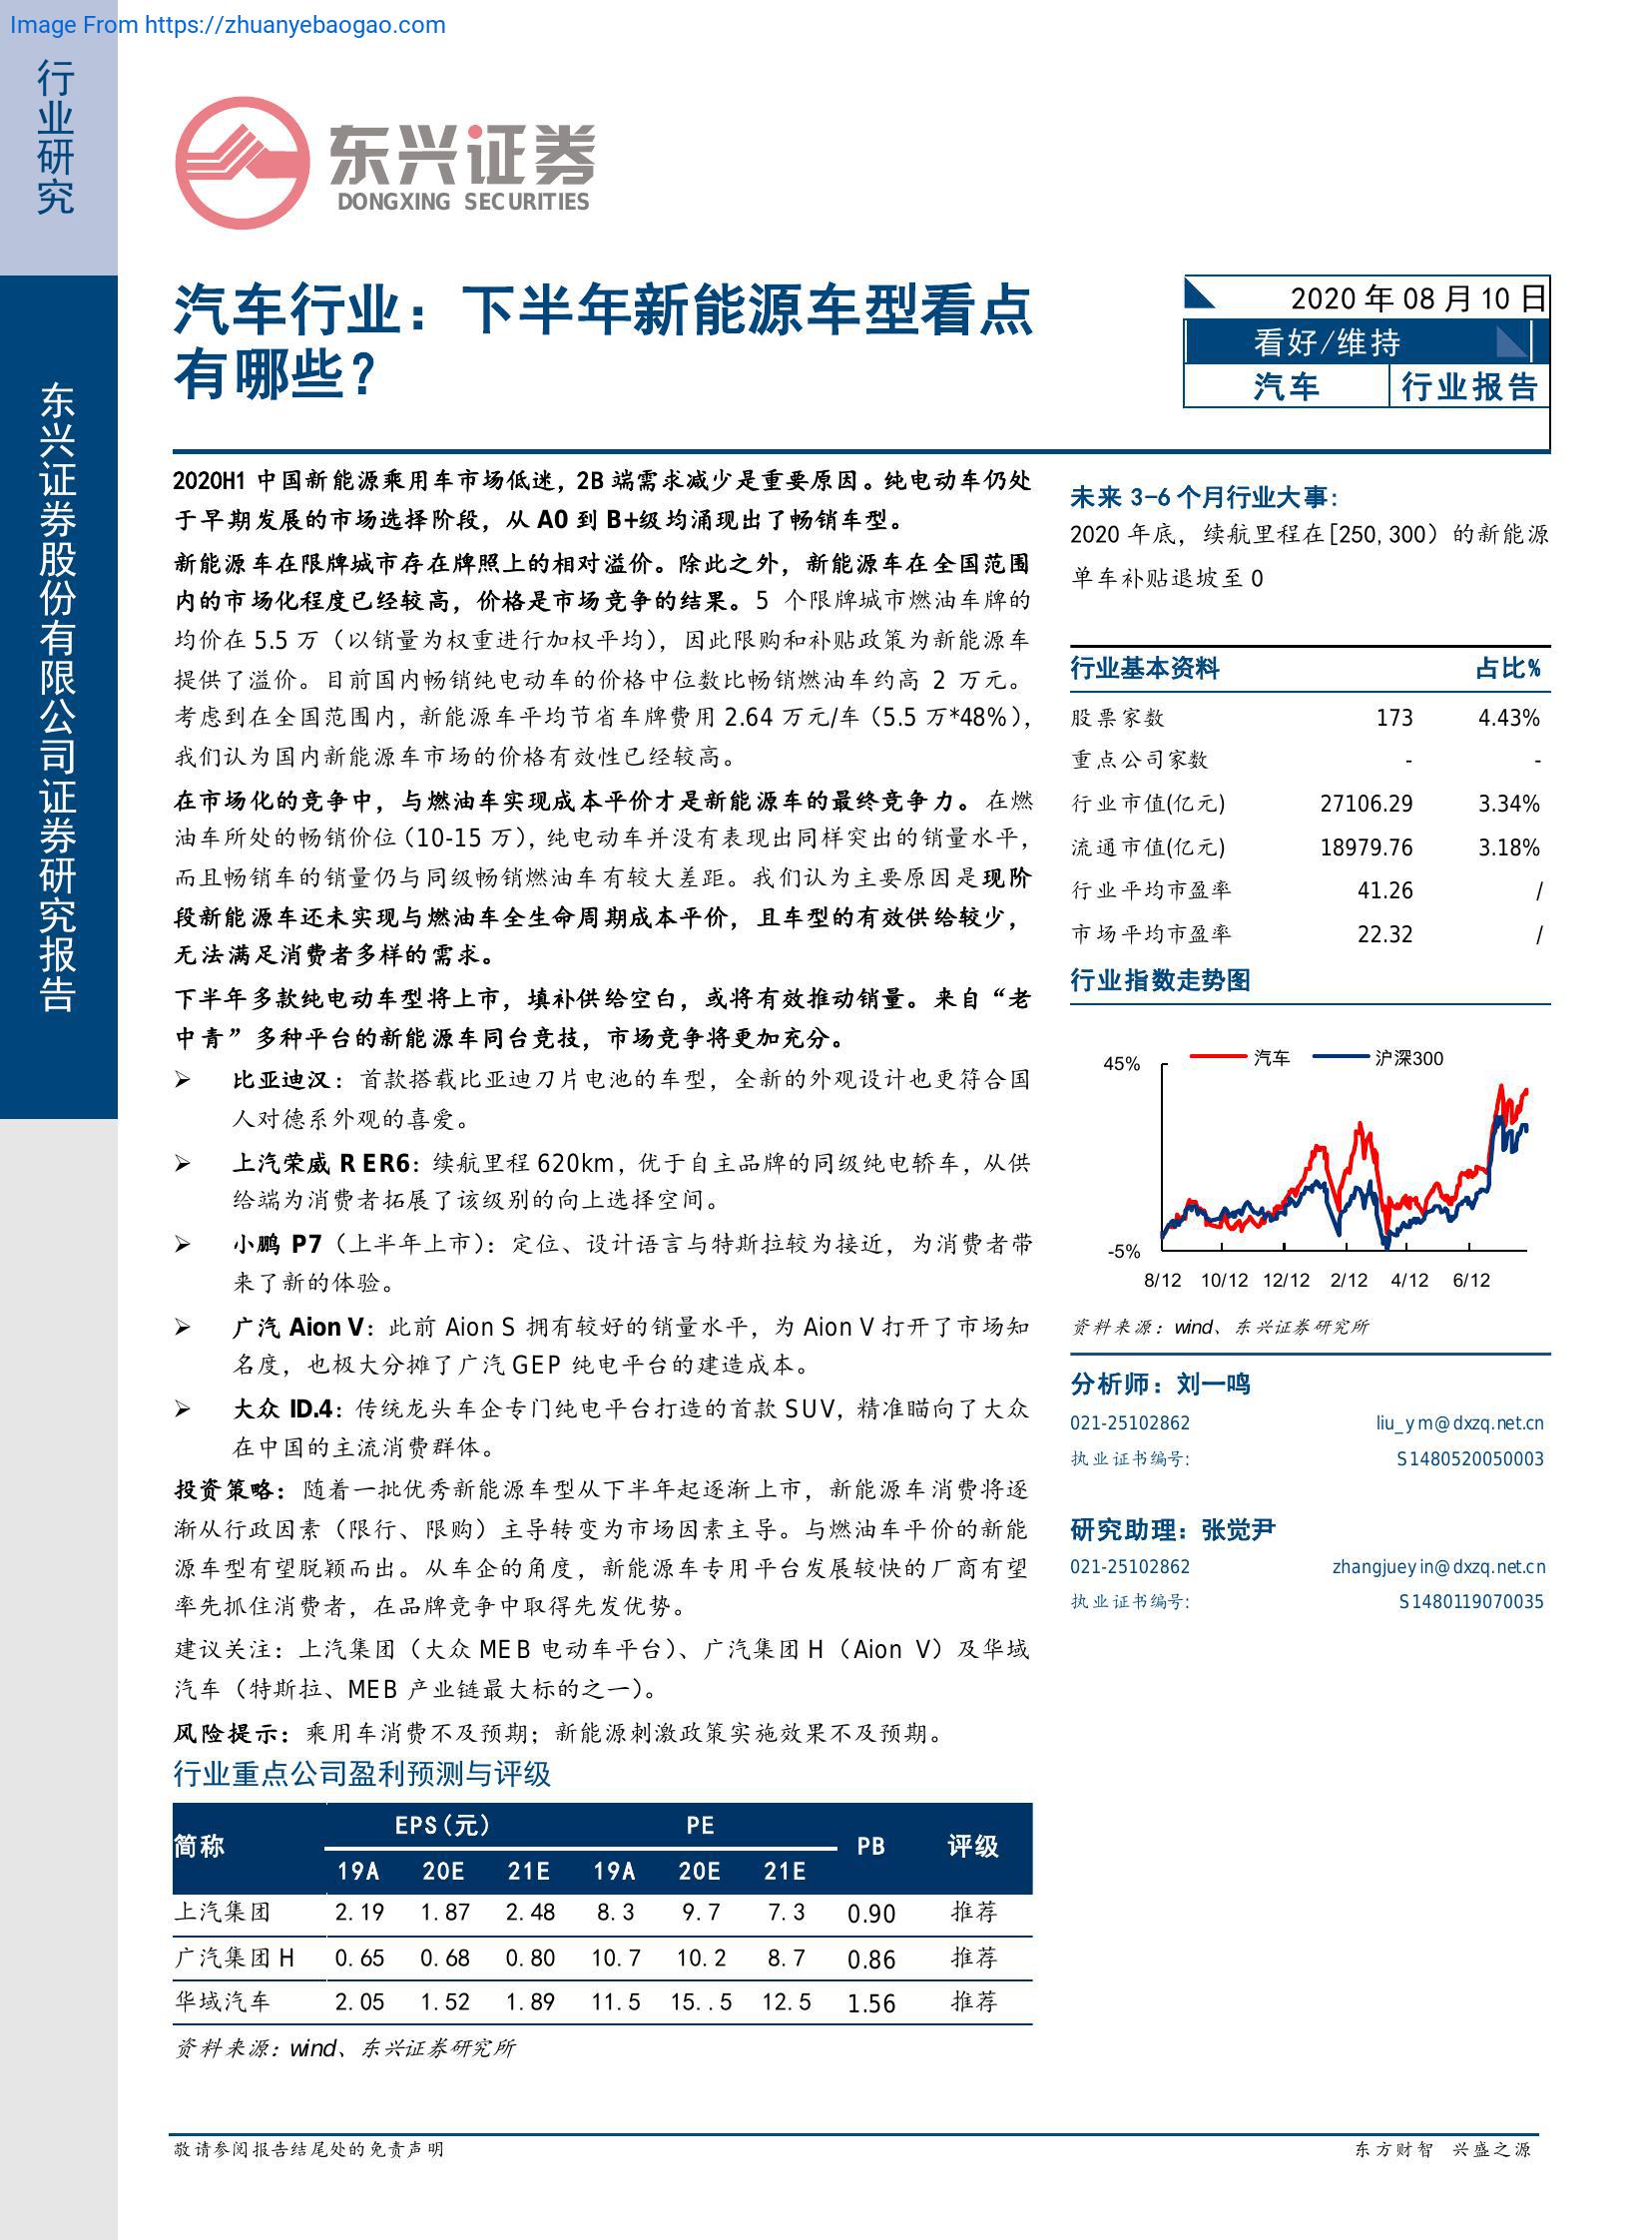 Image From https://zhuanyebaogao.com
行业研究
东兴证券股份有限公司证券研究报告
东兴证券
DONGXING SECURITIES
汽车行业：下半年新能源车型看点
有哪些？
2020 年 08 月 10 日
看好/维持
汽车 行业报告
2020H1 中国新能源乘用车市场低迷，2B 端需求减少是重要原因。纯电动车仍处
于早期发展的市场选择阶段，从 A0 到 B+级均涌现出了畅销车型。
新能源车在限牌城市存在牌照上的相对溢价。除此之外，新能源车在全国范围
内的市场化程度已经较高，价格是市场竞争的结果。5 个限牌城市燃油车牌的
均价在 5.5 万（以销量为权重进行加权平均），因此限购和补贴政策为新能源车
提供了溢价。目前国内畅销纯电动车的价格中位数比畅销燃油车约高 2 万元。
考虑到在全国范围内，新能源车平均节省车牌费用 2.64 万元/车（5.5 万*48%），
我们认为国内新能源车市场的价格有效性已经较高。
在市场化的竞争中，与燃油车实现成本平价才是新能源车的最终竞争力。在燃
油车所处的畅销价位（10-15 万），纯电动车并没有表现出同样突出的销量水平，
而且畅销车的销量仍与同级畅销燃油车有较大差距。我们认为主要原因是现阶
段新能源车还未实现与燃油车全生命周期成本平价，且车型的有效供给较少，
无法满足消费者多样的需求。
下半年多款纯电动车型将上市，填补供给空白，或将有效推动销量。来自“老
中青”多种平台的新能源车同台竞技，市场竞争将更加充分。
➢ 比亚迪汉：首款搭载比亚迪刀片电池的车型，全新的外观设计也更符合国
人对德系外观的喜爱。
➢ 上汽荣威 R ER6：续航里程 620km，优于自主品牌的同级纯电轿车，从供
给端为消费者拓展了该级别的向上选择空间。
➢ 小鹏 P7（上半年上市）：定位、设计语言与特斯拉较为接近，为消费者带
来了新的体验。
➢ 广汽 Aion V：此前 Aion S 拥有较好的销量水平，为 Aion V 打开了市场知
名度，也极大分摊了广汽 GEP 纯电平台的建造成本。
➢ 大众 ID.4：传统龙头车企专门纯电平台打造的首款 SUV，精准瞄向了大众
在中国的主流消费群体。
投资策略：随着一批优秀新能源车型从下半年起逐渐上市，新能源车消费将逐
渐从行政因素（限行、限购）主导转变为市场因素主导。与燃油车平价的新能
源车型有望脱颖而出。从车企的角度，新能源车专用平台发展较快的厂商有望
率先抓住消费者，在品牌竞争中取得先发优势。
建议关注：上汽集团（大众 MEB 电动车平台）、广汽集团 H（Aion V）及华域
汽车（特斯拉、MEB 产业链最大标的之一）。
风险提示：乘用车消费不及预期；新能源刺激政策实施效果不及预期。
行业重点公司盈利预测与评级
简称 EPS(元) PE PB 评级
19A 20E 21E 19A 20E 21E
上汽集团 2.19 1.87 2.48 8.3 9.7 7.3 0.90 推荐
广汽集团 H 0.65 0.68 0.80 10.7 10.2 8.7 0.86 推荐
华域汽车 2.05 1.52 1.89 11.5 15..5 12.5 1.56 推荐
资料来源：wind、东兴证券研究所
未来 3-6 个月行业大事：
2020 年底，续航里程在[250,300）的新能源
单车补贴退坡至 0
行业基本资料 占比%
股票家数 173 4.43%
重点公司家数 - -
行业市值(亿元) 27106.29 3.34%
流通市值(亿元) 18979.76 3.18%
行业平均市盈率 41.26 /
市场平均市盈率 22.32 /
行业指数走势图
汽车 沪深300
45%
-5%
8/12 10/12 12/12 2/12 4/12 6/12
资料来源：wind、东兴证券研究所
分析师：刘一鸣
021-25102862 liu_ym@dxzq.net.cn
执业证书编号: S1480520050003
研究助理：张觉尹
021-25102862 zhangjueyin@dxzq.net.cn
执业证书编号: S1480119070035
敬请参阅报告结尾处的免责声明
东方财智 兴盛之源